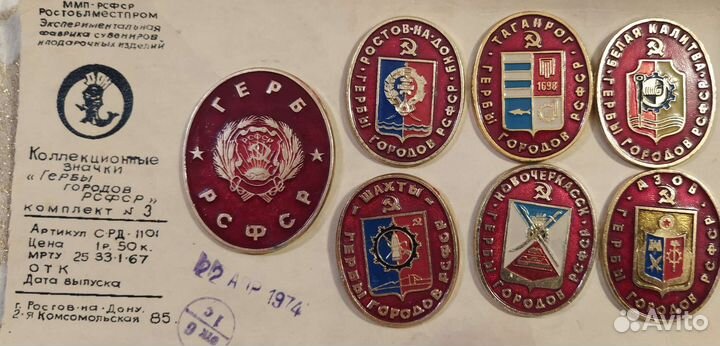 ММП-РСФСР
РОСТОБЛМЕСТПРОМ
Экспериментальная
фабрика сувениров
и подарочных изделий
Коллекционные
значки
«Гербы
городов
РСФСР»
комплект № 3
Артикул С-РД-1101
Цена 1р. 50 к.
МРТУ 25 33-1-67
ОТК
Дата выпуска
г. Ростов-на-Дону.
2-я Комсомольская 85.
22 АПР 1974
ГЕРБ
РСФСР
РОСТОВ-НА-ДОНУ
ГЕРБЫ ГОРОДОВ РСФСР
ТАГАНРОГ
1698
ГЕРБЫ ГОРОДОВ РСФСР
БЕЛАЯ КАЛИТВА
ГЕРБЫ ГОРОДОВ РСФСР
ШАХТЫ
ГЕРБЫ ГОРОДОВ РСФСР
НОВОЧЕРКАССК
ГЕРБЫ ГОРОДОВ РСФСР
АЗОВ
ГЕРБЫ ГОРОДОВ РСФСР
Avito